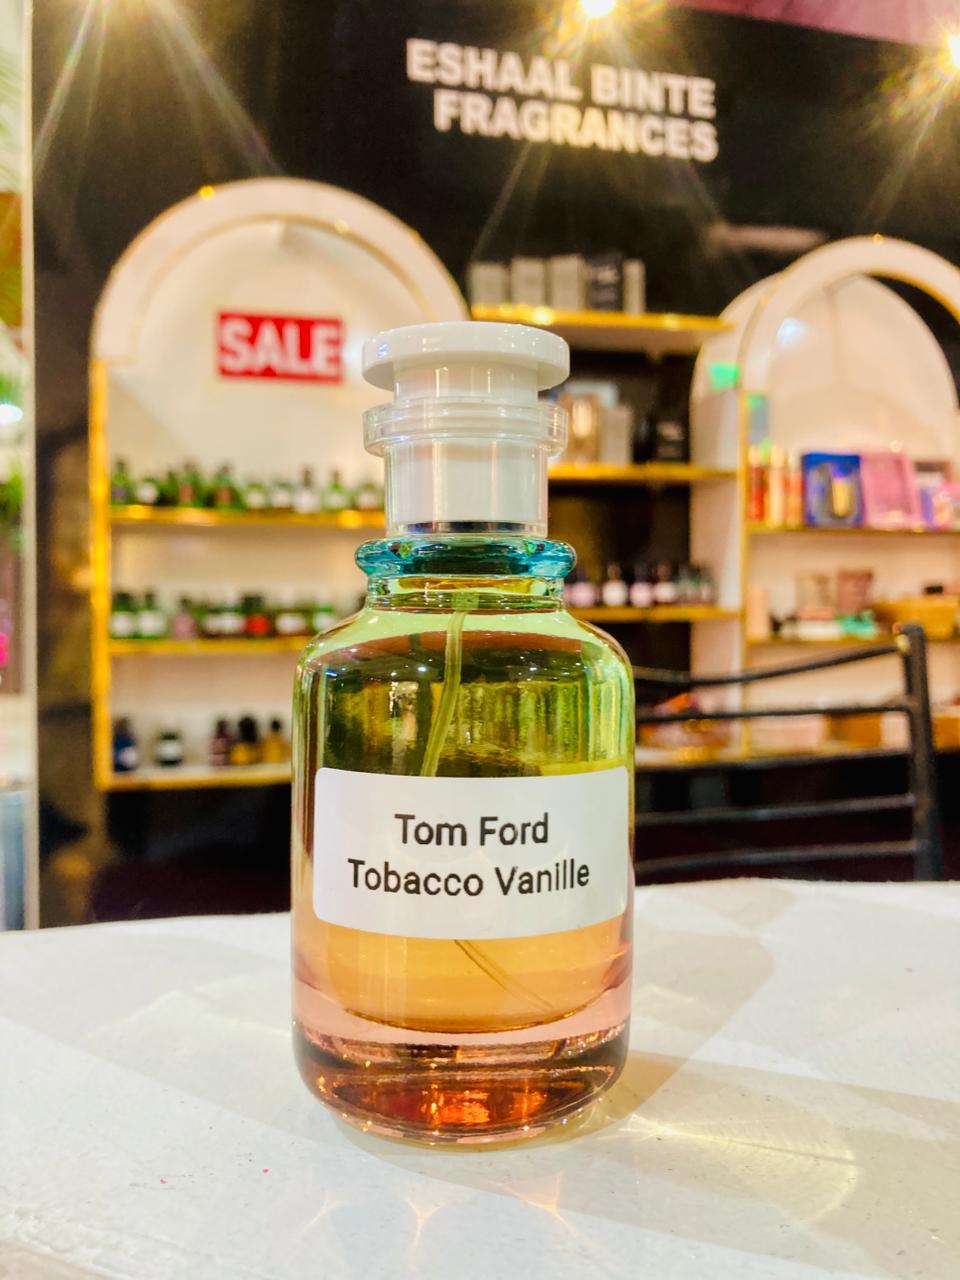 ESHAAL BINTE
FRAGRANCES
SALE
Tom Ford
Tobacco Vanille